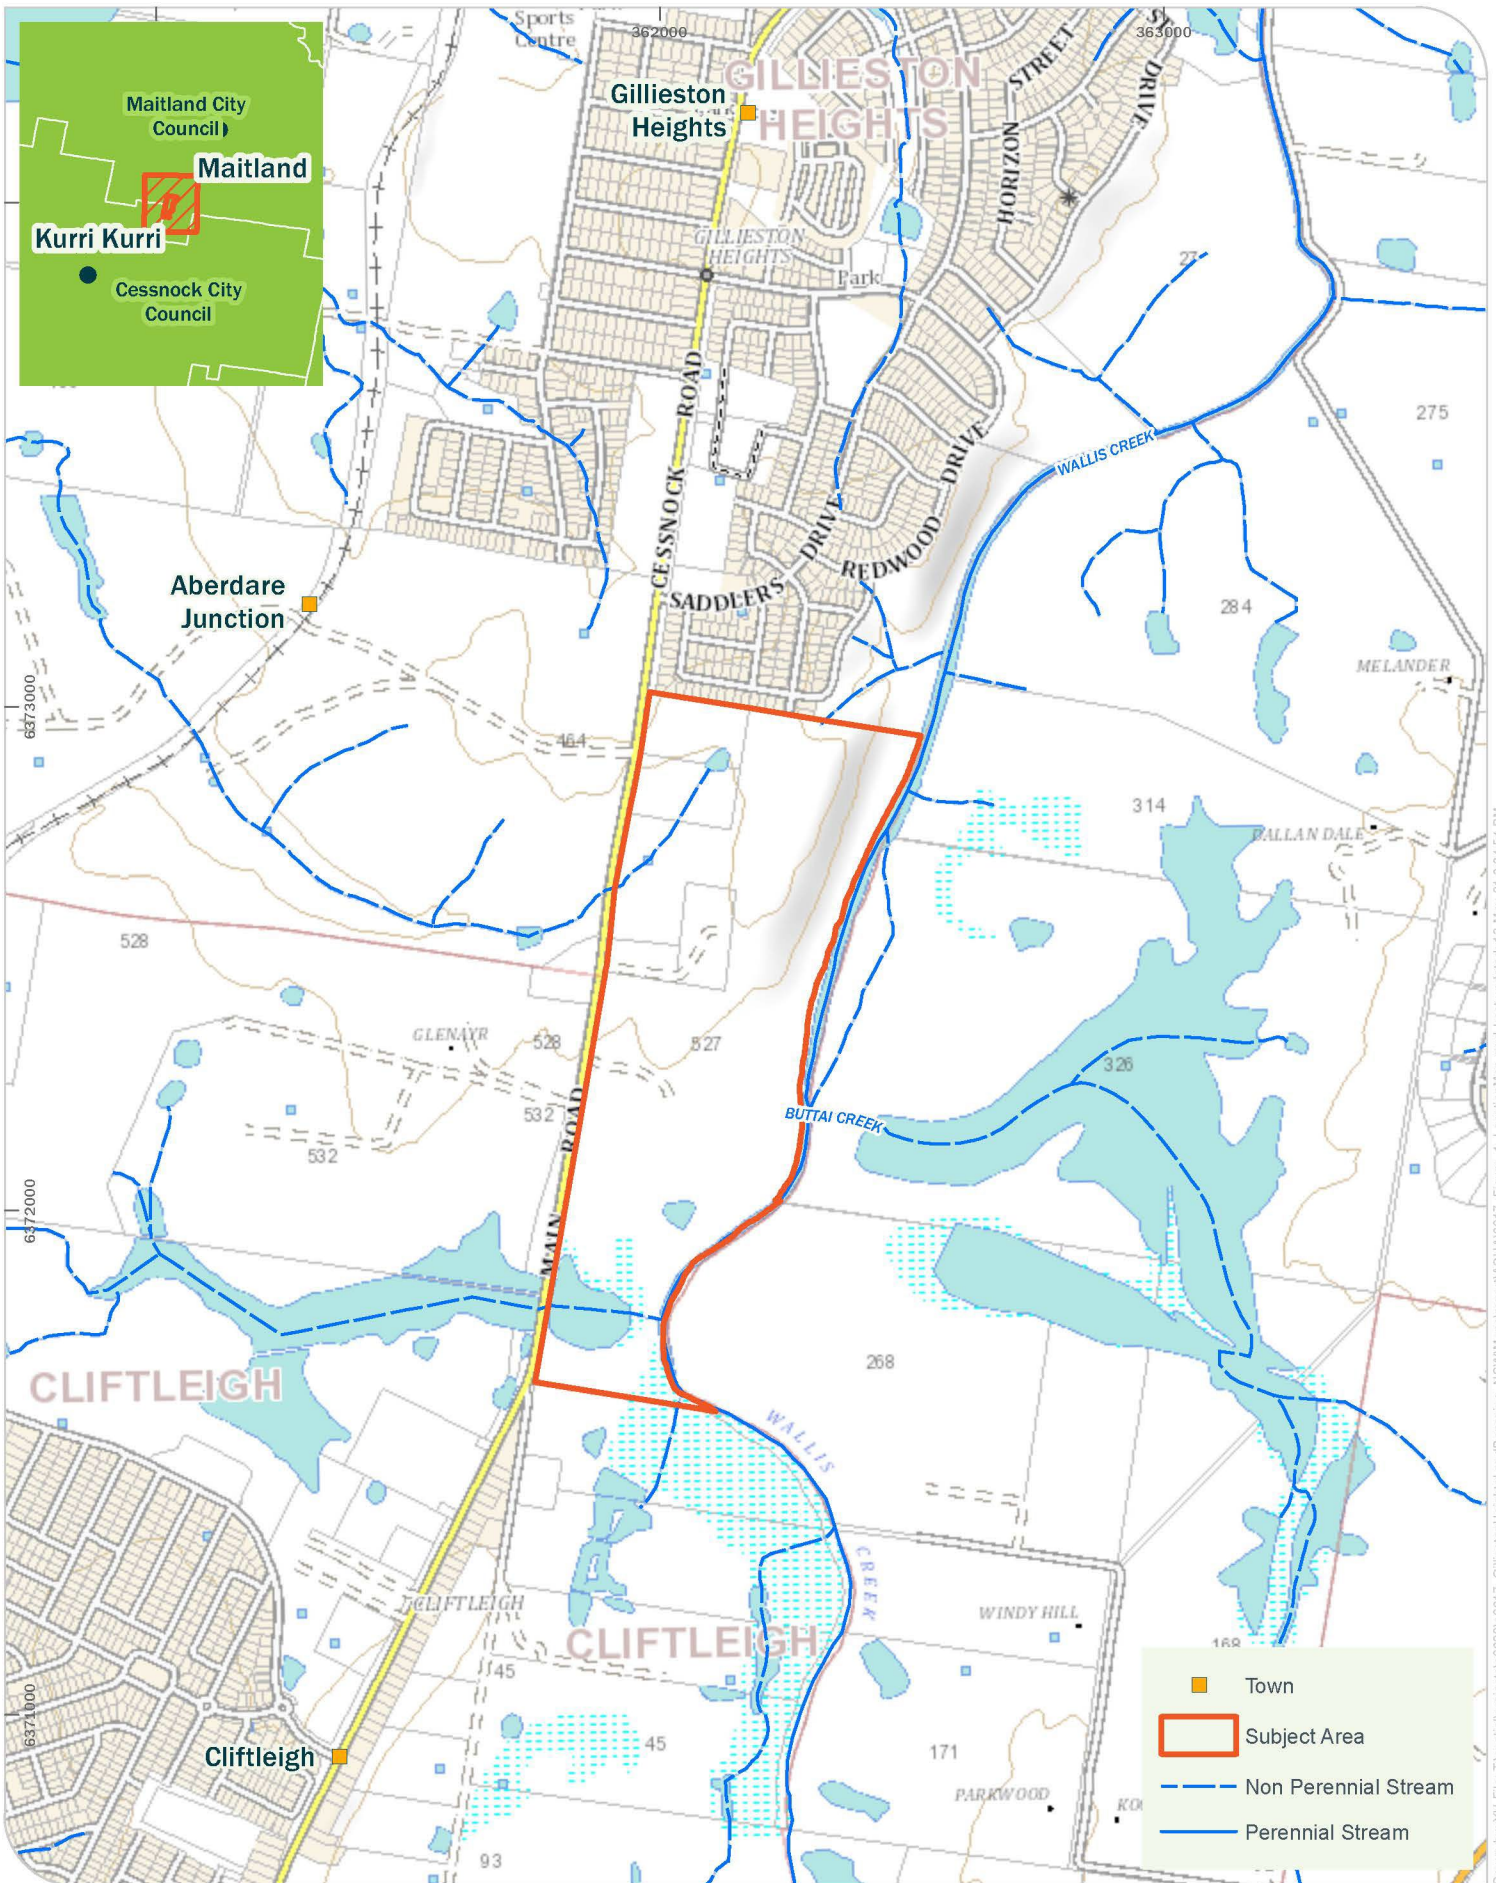 Sports
Centre
362000
363000
ST
STREET
DRIVE
GILLIESTON
HEIGHTS
Gillieston
Heights
Maitland City
Council
Maitland
Kurri Kurri
Cessnock City
Council
HORIZON
GILLIESTON
HEIGHTS
Park
27
275
CESSNOCK ROAD
DRIVE
WALLIS CREEK
DRIVE
REDWOOD
SADDLERS
Aberdare
Junction
284
MELANDER
6373000
464
314
DALLAN DALE
528
GLENAYR
528
527
326
532
ROAD
BUTTAI CREEK
532
6372000
MAIN
268
CLIFTLEIGH
WALLIS
CREEK
CLIFTLEIGH
WINDY HILL
CLIFTLEIGH
168
45
6371000
Cliftleigh
45
171
PARKWOOD
93
Town
Subject Area
Non Perennial Stream
Perennial Stream